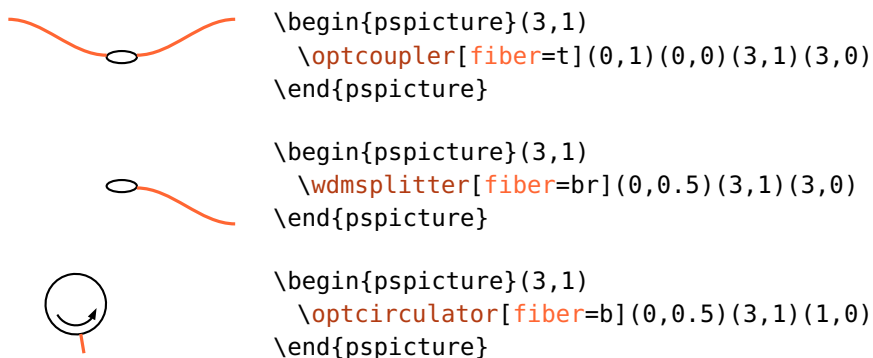 \begin{pspicture}(3,1)
\optcoupler[fiber=t](0,1)(0,0)(3,1)(3,0)
\end{pspicture}
\begin{pspicture}(3,1)
\wdmsplitter[fiber=br](0,0.5)(3,1)(3,0)
\end{pspicture}
\begin{pspicture}(3,1)
\optcirculator[fiber=b](0,0.5)(3,1)(1,0)
\end{pspicture}